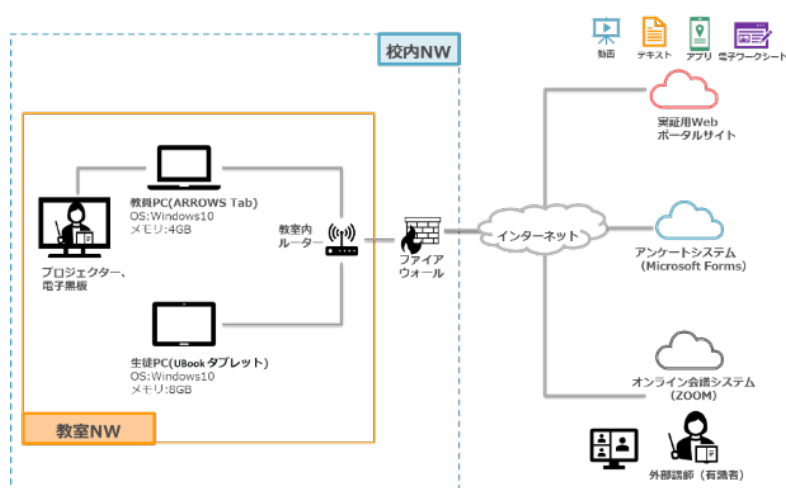 校内NW
動画
テキスト
アプリ
電子ワークシート
実証用Web
ポータルサイト
教員PC(ARROWS Tab)
OS:Windows10
メモリ:4GB
教室内
ルーター
プロジェクター、
電子黒板
ファイア
ウォール
インターネット
アンケートシステム
(Microsoft Forms)
生徒PC(UBookタブレット)
OS:Windows10
メモリ:8GB
オンライン会議システム
(ZOOM)
教室NW
外部講師（有識者）